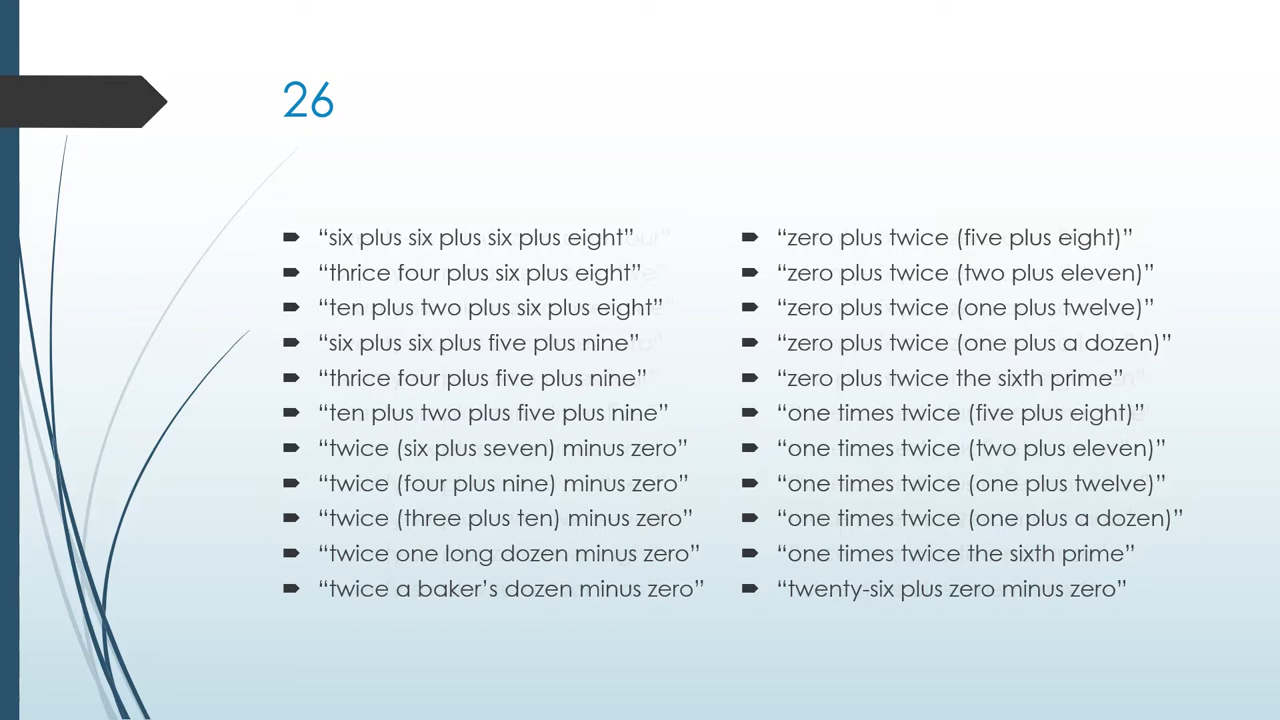 26
“six plus six plus six plus eight”
“thrice four plus six plus eight”
“ten plus two plus six plus eight”
“six plus six plus five plus nine”
“thrice four plus five plus nine”
“ten plus two plus five plus nine”
“twice (six plus seven) minus zero”
“twice (four plus nine) minus zero”
“twice (three plus ten) minus zero”
“twice one long dozen minus zero”
“twice a baker’s dozen minus zero”
“zero plus twice (five plus eight)”
“zero plus twice (two plus eleven)”
“zero plus twice (one plus twelve)”
“zero plus twice (one plus a dozen)”
“zero plus twice the sixth prime”
“one times twice (five plus eight)”
“one times twice (two plus eleven)”
“one times twice (one plus twelve)”
“one times twice (one plus a dozen)”
“one times twice the sixth prime”
“twenty-six plus zero minus zero”